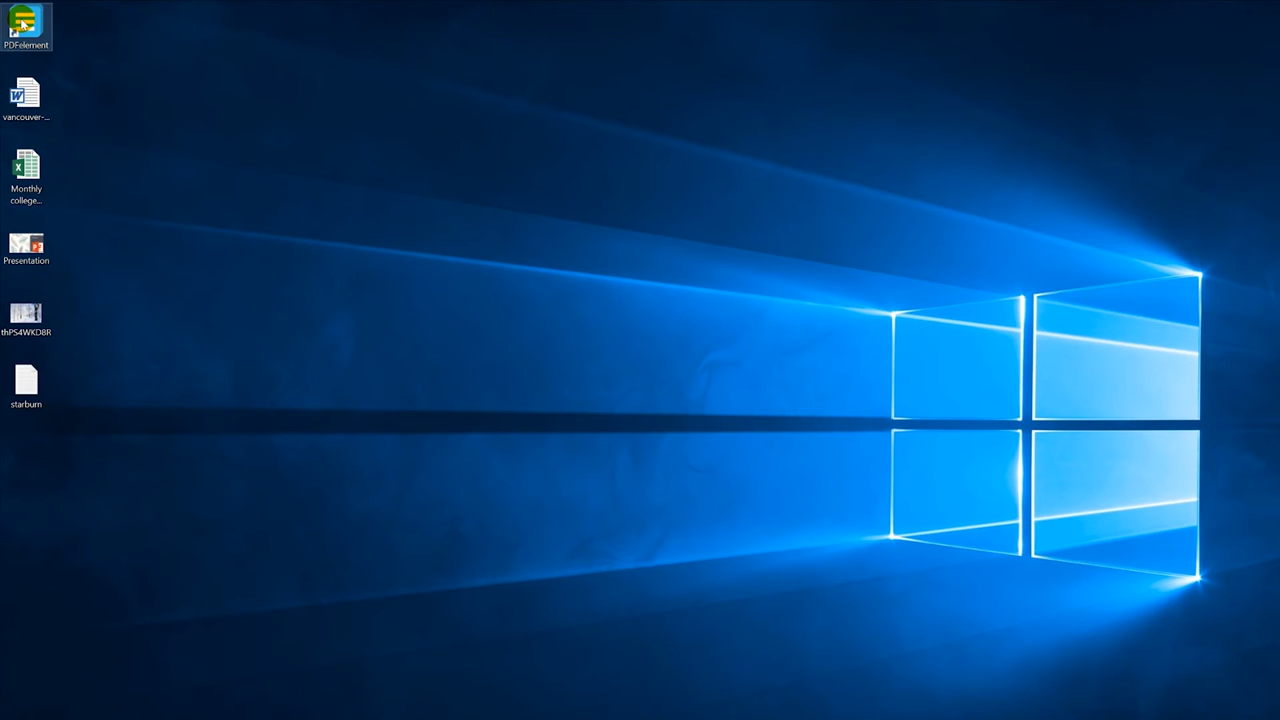 PDFelement
vancouver-...
Monthly
college...
Presentation
thPS4WKD8R
starburn